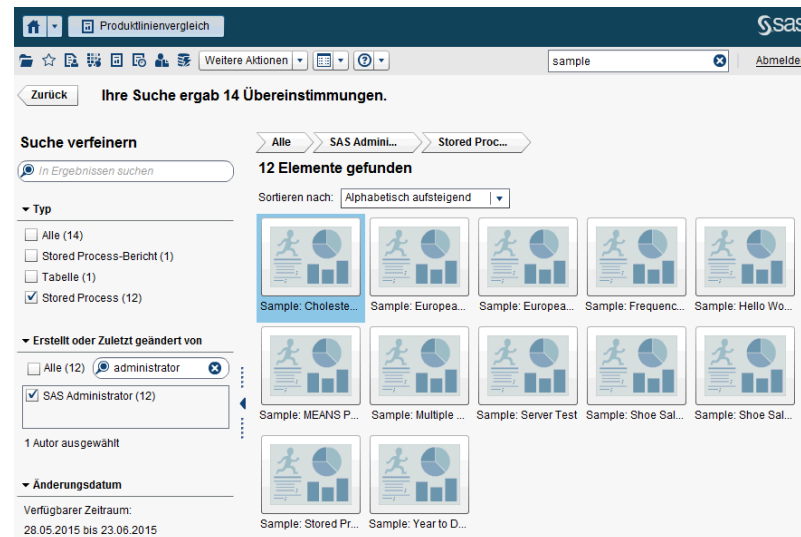 Produktlinienvergleich
sas
Weitere Aktionen
sample
Abmelden
Zurück
Ihre Suche ergab 14 Übereinstimmungen.
Suche verfeinern
In Ergebnissen suchen
Typ
Alle (14)
Stored Process-Bericht (1)
Tabelle (1)
Stored Process (12)
Erstellt oder Zuletzt geändert von
Alle (12)
administrator
SAS Administrator (12)
1 Autor ausgewählt
Änderungsdatum
Verfügbarer Zeitraum:
28.05.2015 bis 23.06.2015
Alle
SAS Admini...
Stored Proc...
12 Elemente gefunden
Sortieren nach: Alphabetisch aufsteigend
Sample: Choleste...
Sample: Europea...
Sample: Europea...
Sample: Frequenc...
Sample: Hello Wo...
Sample: MEANS P...
Sample: Multiple ...
Sample: Server Test
Sample: Shoe Sal...
Sample: Shoe Sal...
Sample: Stored Pr...
Sample: Year to D...